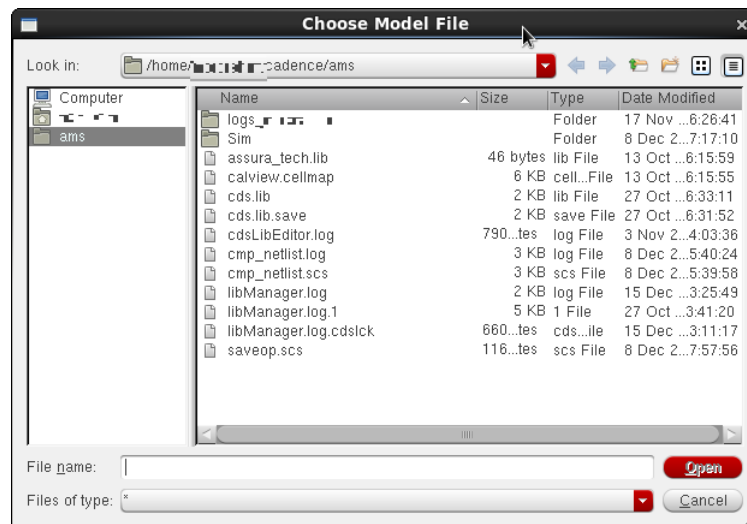 Choose Model File
Look in: /home/ cadence/ams
Computer
ams
Name Size Type Date Modified
logs_ Folder 17 Nov ...6:26:41
Sim Folder 8 Dec 2...7:17:10
assura_tech.lib 46 bytes lib File 13 Oct ...6:15:59
calview.cellmap 6 KB cell...File 13 Oct ...6:15:55
cds.lib 2 KB lib File 27 Oct ...6:33:11
cds.lib.save 2 KB save File 27 Oct ...6:31:52
cdsLibEditor.log 790...tes log File 3 Nov 2...4:03:36
cmp_netlist.log 3 KB log File 8 Dec 2...5:40:24
cmp_netlist.scs 3 KB scs File 8 Dec 2...5:39:58
libManager.log 2 KB log File 15 Dec ...3:25:49
libManager.log.1 5 KB 1 File 27 Oct ...3:41:20
libManager.log.cdslck 660...tes cds...ile 15 Dec ...3:11:17
saveop.scs 116...tes scs File 8 Dec 2...7:57:56
File name: Open
Files of type: * Cancel